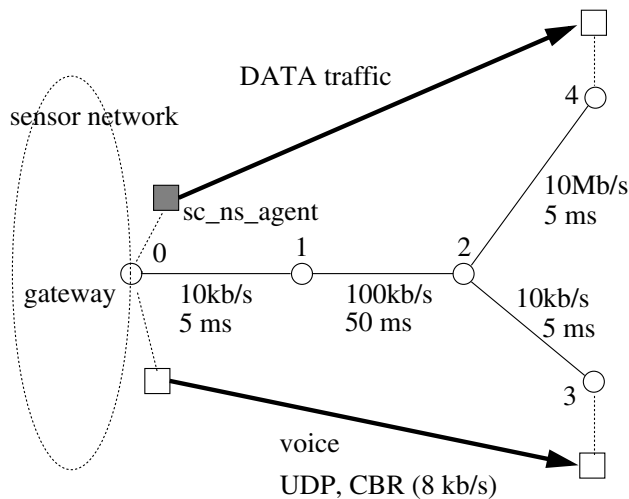 DATA traffic
4
sensor network
10Mb/s
5 ms
sc_ns_agent
0
1
2
gateway
10kb/s
5 ms
100kb/s
50 ms
10kb/s
5 ms
3
voice
UDP, CBR (8 kb/s)